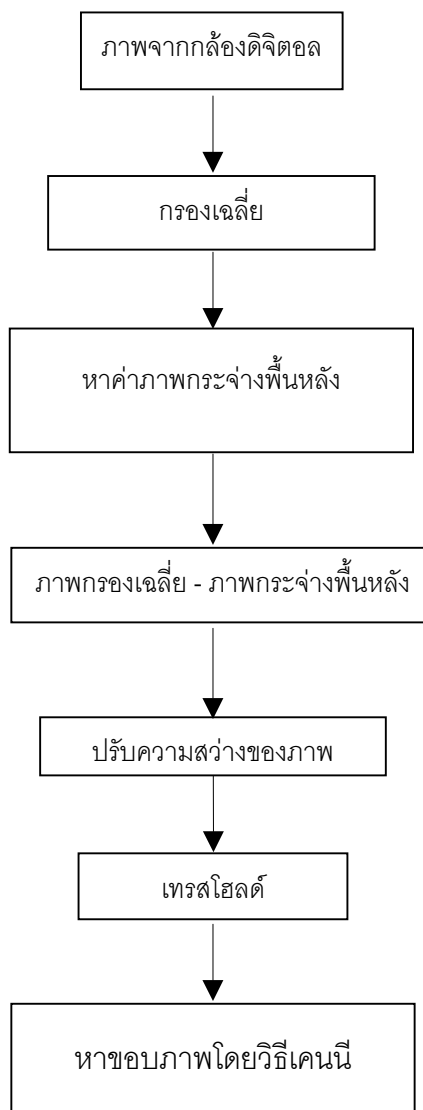 ภาพจากกล้องดิจิตอล
กรองเฉลี่ย
หาค่าภาพกระจ่างพื้นหลัง
ภาพกรองเฉลี่ย - ภาพกระจ่างพื้นหลัง
ปรับความสว่างของภาพ
เทรสโฮลด์
หาขอบภาพโดยวิธีเคนนี